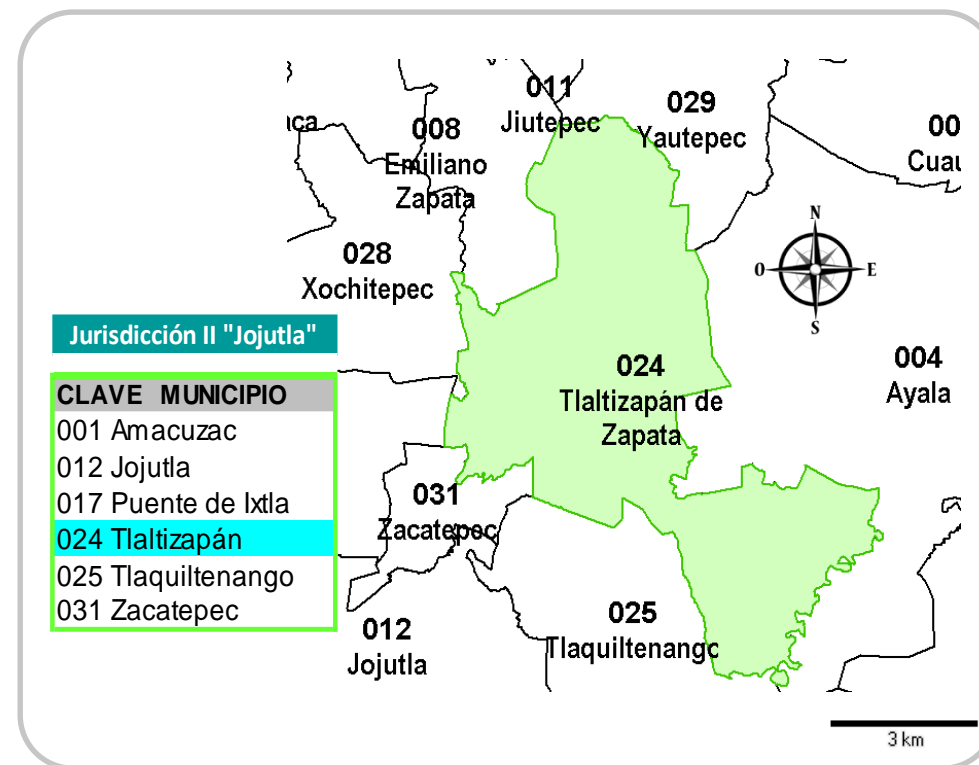 011
Jiutepec
029
Yautepec
008
Emiliano
Zapata
028
Xochitepec
N
O
E
S
Jurisdicción II "Jojutla"
CLAVE MUNICIPIO
001 Amacuzac
012 Jojutla
017 Puente de Ixtla
024 Tlaltizapán
025 Tlaquiltenango
031 Zacatepec
024
Tlaltizapán de
Zapata
004
Ayala
031
Zacatepec
012
Jojutla
025
Tlaquiltenango
3 km